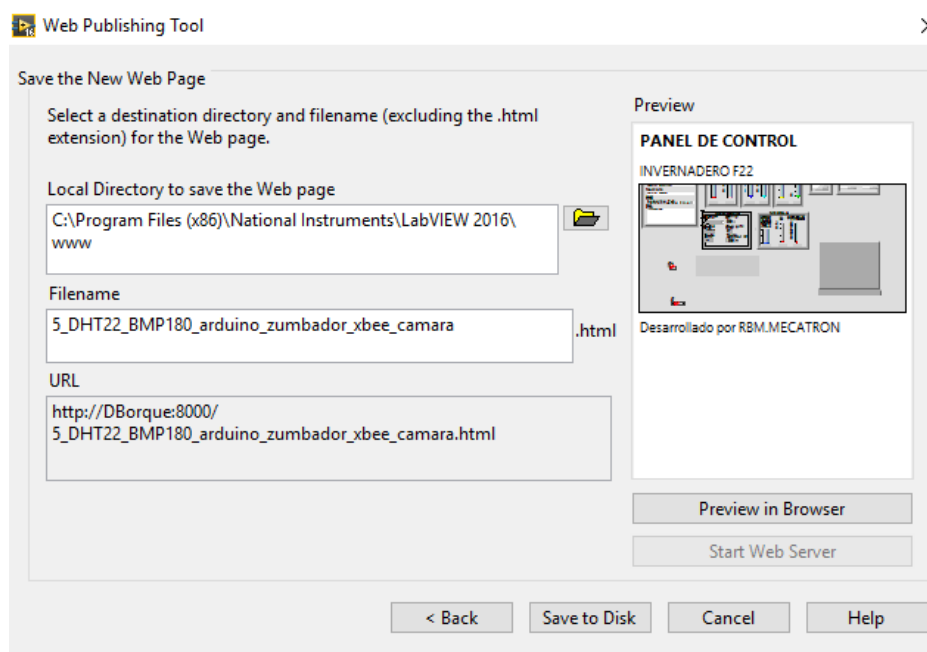 Web Publishing Tool
Save the New Web Page
Select a destination directory and filename (excluding the .html
extension) for the Web page.
Local Directory to save the Web page
C:\Program Files (x86)\National Instruments\LabVIEW 2016\
www
Filename
5_DHT22_BMP180_arduino_zumbador_xbee_camara
.html
URL
http://DBorque:8000/
5_DHT22_BMP180_arduino_zumbador_xbee_camara.html
Preview
PANEL DE CONTROL
INVERNADERO F22
Desarrollado por RBM.MECATRON
Preview in Browser
Start Web Server
< Back
Save to Disk
Cancel
Help